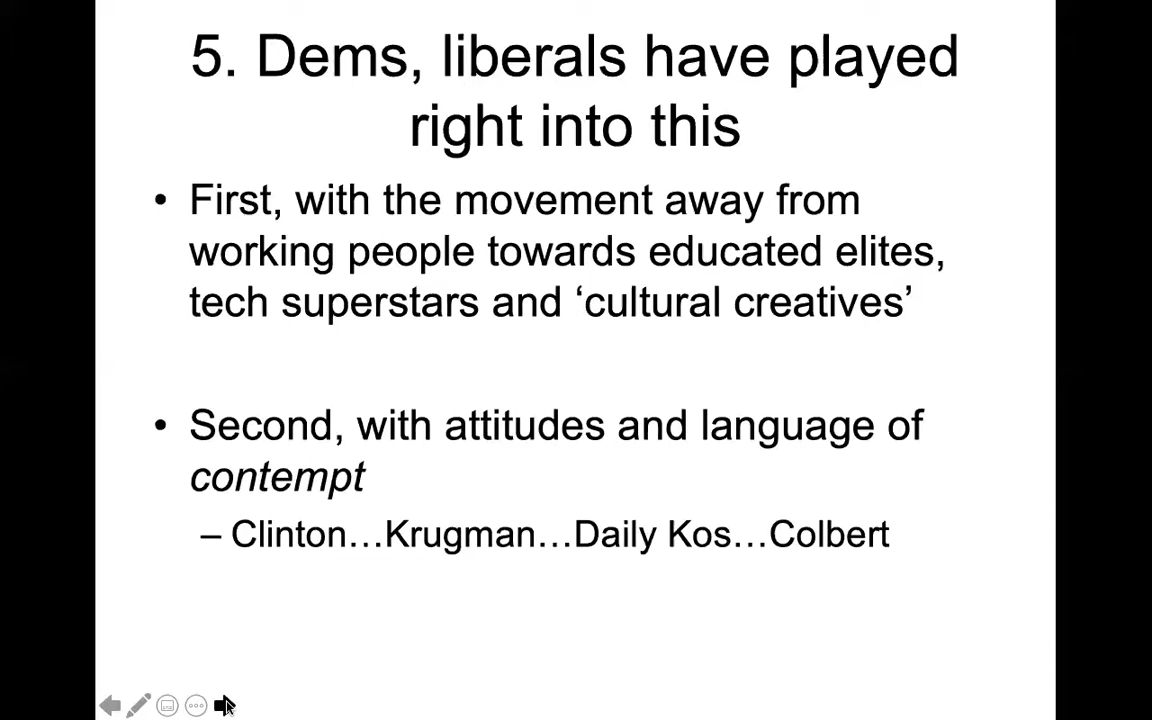 5. Dems, liberals have played
right into this
• First, with the movement away from
working people towards educated elites,
tech superstars and ‘cultural creatives’
• Second, with attitudes and language of
contempt
– Clinton…Krugman…Daily Kos…Colbert